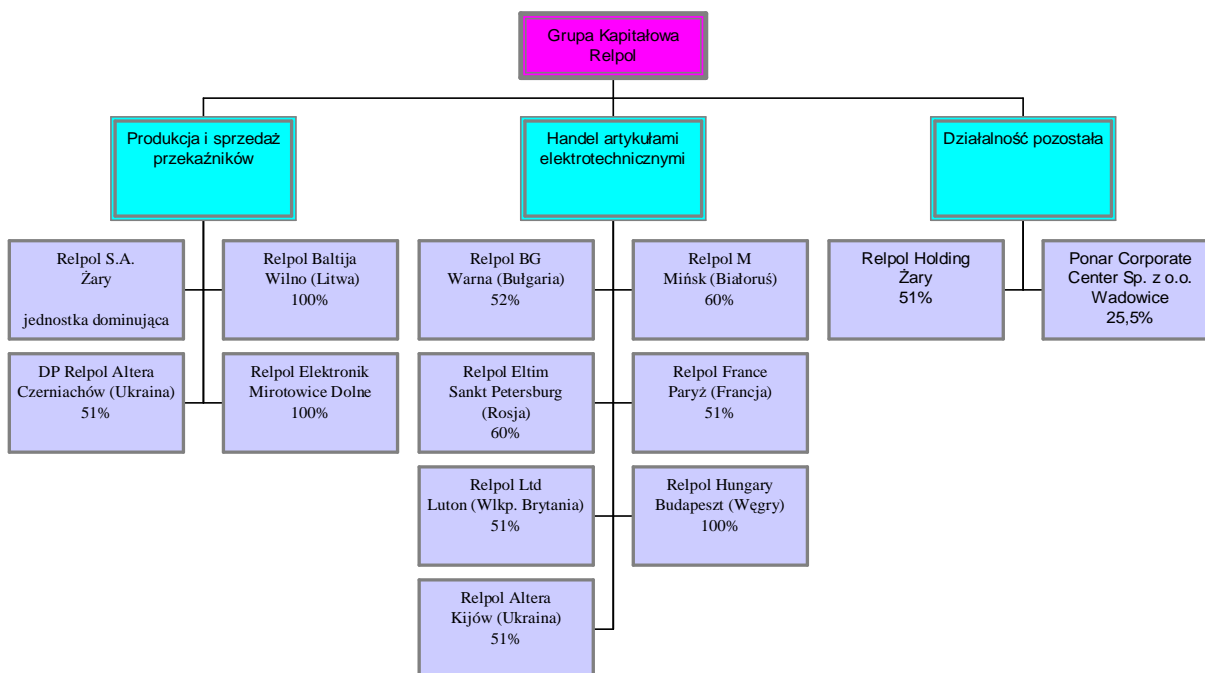 Grupa Kapitałowa
Relpol
Produkcja i sprzedaż
przekaźników
Handel artykułami
elektrotechnicznymi
Działalność pozostała
Relpol S.A.
Żary
jednostka dominująca
Relpol Baltija
Wilno (Litwa)
100%
DP Relpol Altera
Czerniachów (Ukraina)
51%
Relpol Elektronik
Mirotowice Dolne
100%
Relpol BG
Warna (Bułgaria)
52%
Relpol M
Mińsk (Białoruś)
60%
Relpol Eltim
Sankt Petersburg
(Rosja)
60%
Relpol France
Paryż (Francja)
51%
Relpol Ltd
Luton (Wlkp. Brytania)
51%
Relpol Hungary
Budapeszt (Węgry)
100%
Relpol Altera
Kijów (Ukraina)
51%
Relpol Holding
Żary
51%
Ponar Corporate
Center Sp. z o.o.
Wadowice
25,5%